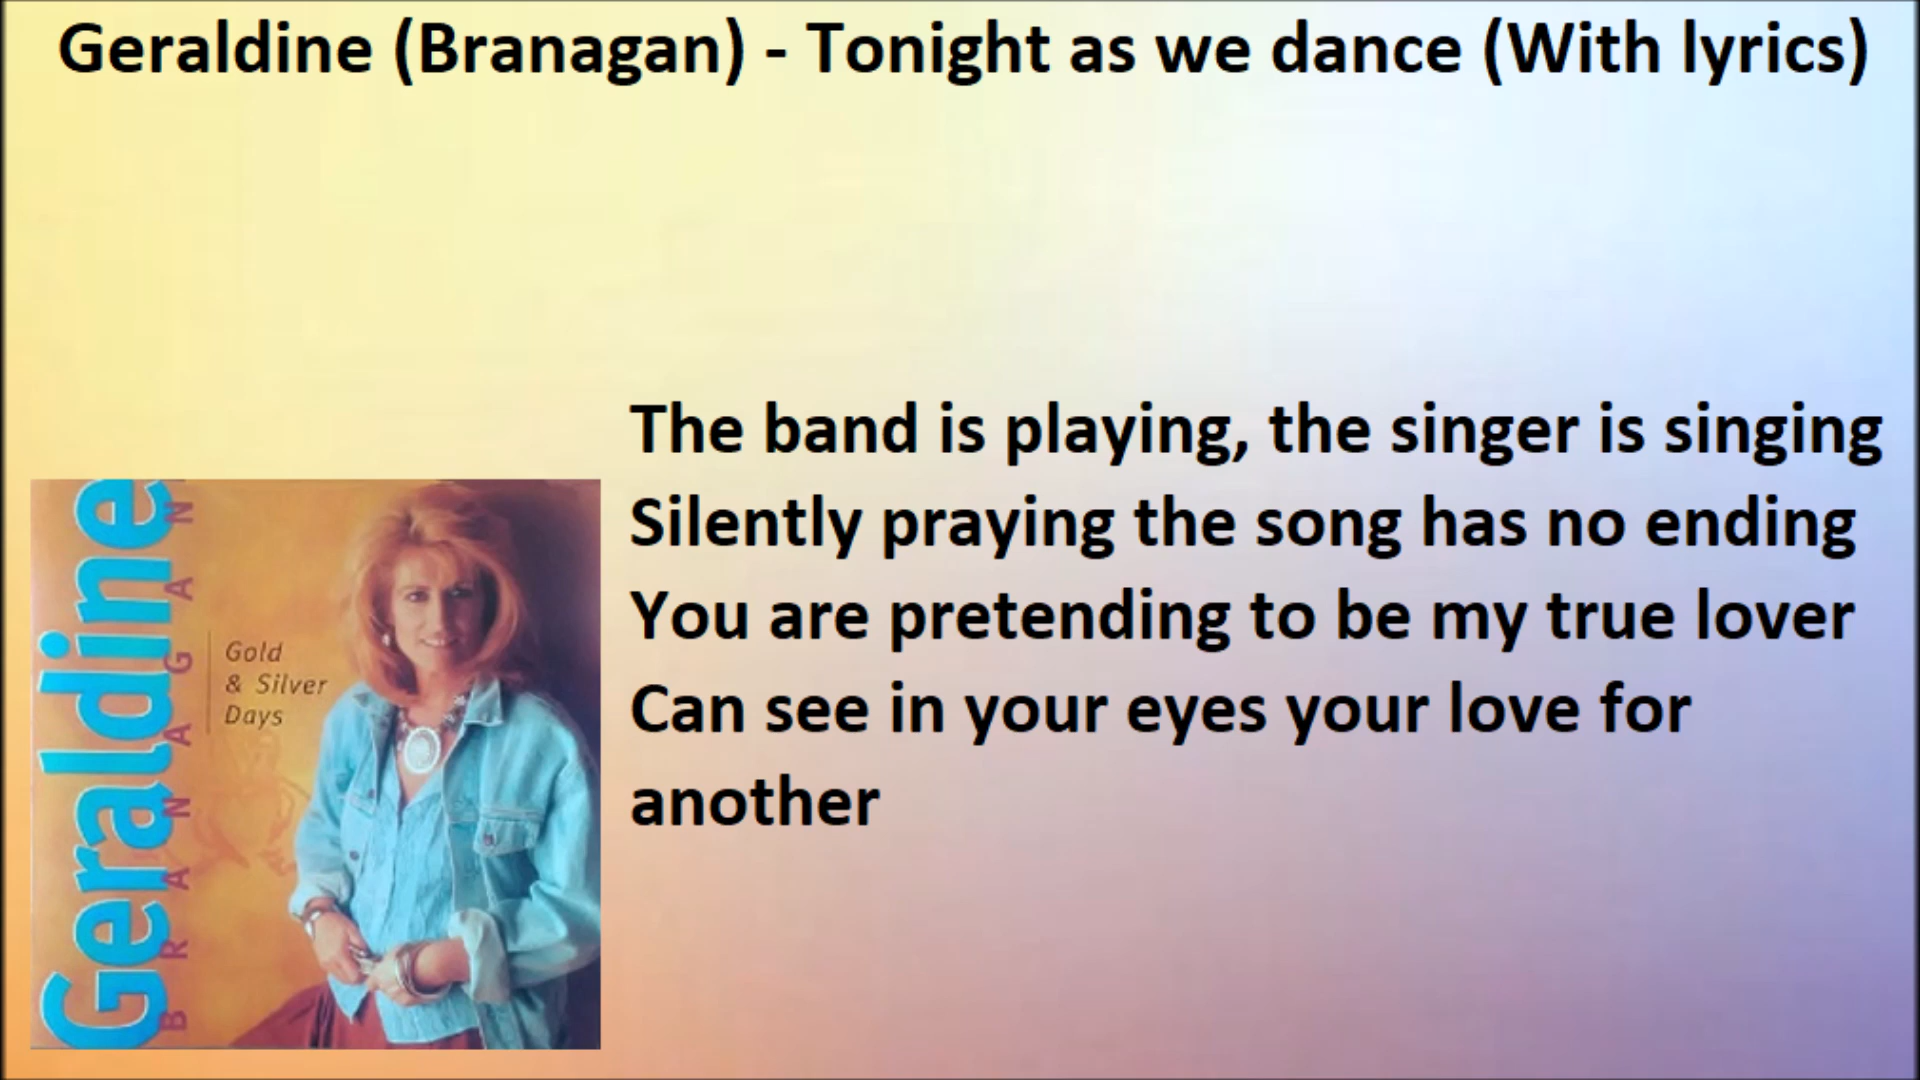 Geraldine (Branagan) - Tonight as we dance (With lyrics)
The band is playing, the singer is singing
Silently praying the song has no ending
You are pretending to be my true lover
Can see in your eyes your love for
another
Geraldine
BRANAGAN
Gold
& Silver
Days